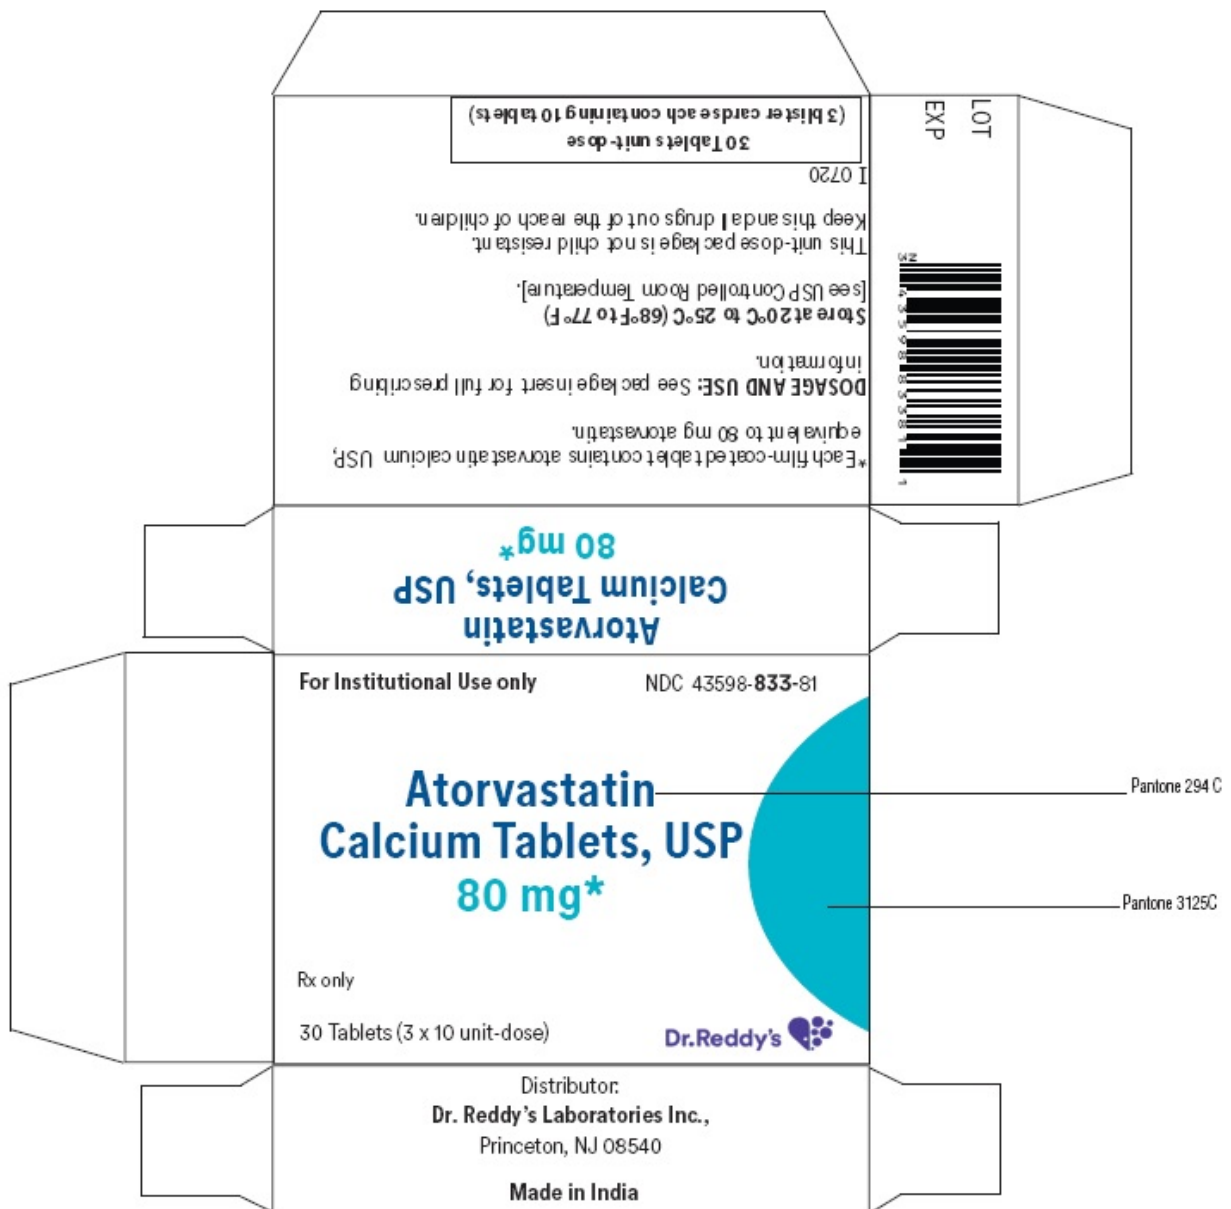 *Each film-coated tablet contains atorvastatin calcium USP,
equivalent to 80 mg atorvastatin.
DOSAGE AND USE: See package insert for full prescribing
information.
Store at 20°C to 25°C (68°F to 77°F)
[see USP Controlled Room Temperature].
This unit-dose package is not child resistant.
Keep this and all drugs out of the reach of children.
I 0720
30 Tablets unit-dose
(3 blister cards each containing 10 tablets)
LOT
EXP
N
3 4359883381 1
Atorvastatin
Calcium Tablets, USP
80 mg*
For Institutional Use only
NDC 43598-833-81
Atorvastatin
Calcium Tablets, USP
80 mg*
Rx only
30 Tablets (3 x 10 unit-dose)
Dr.Reddy's
Pantone 294 C
Pantone 3125C
Distributor:
Dr. Reddy's Laboratories Inc.,
Princeton, NJ 08540
Made in India